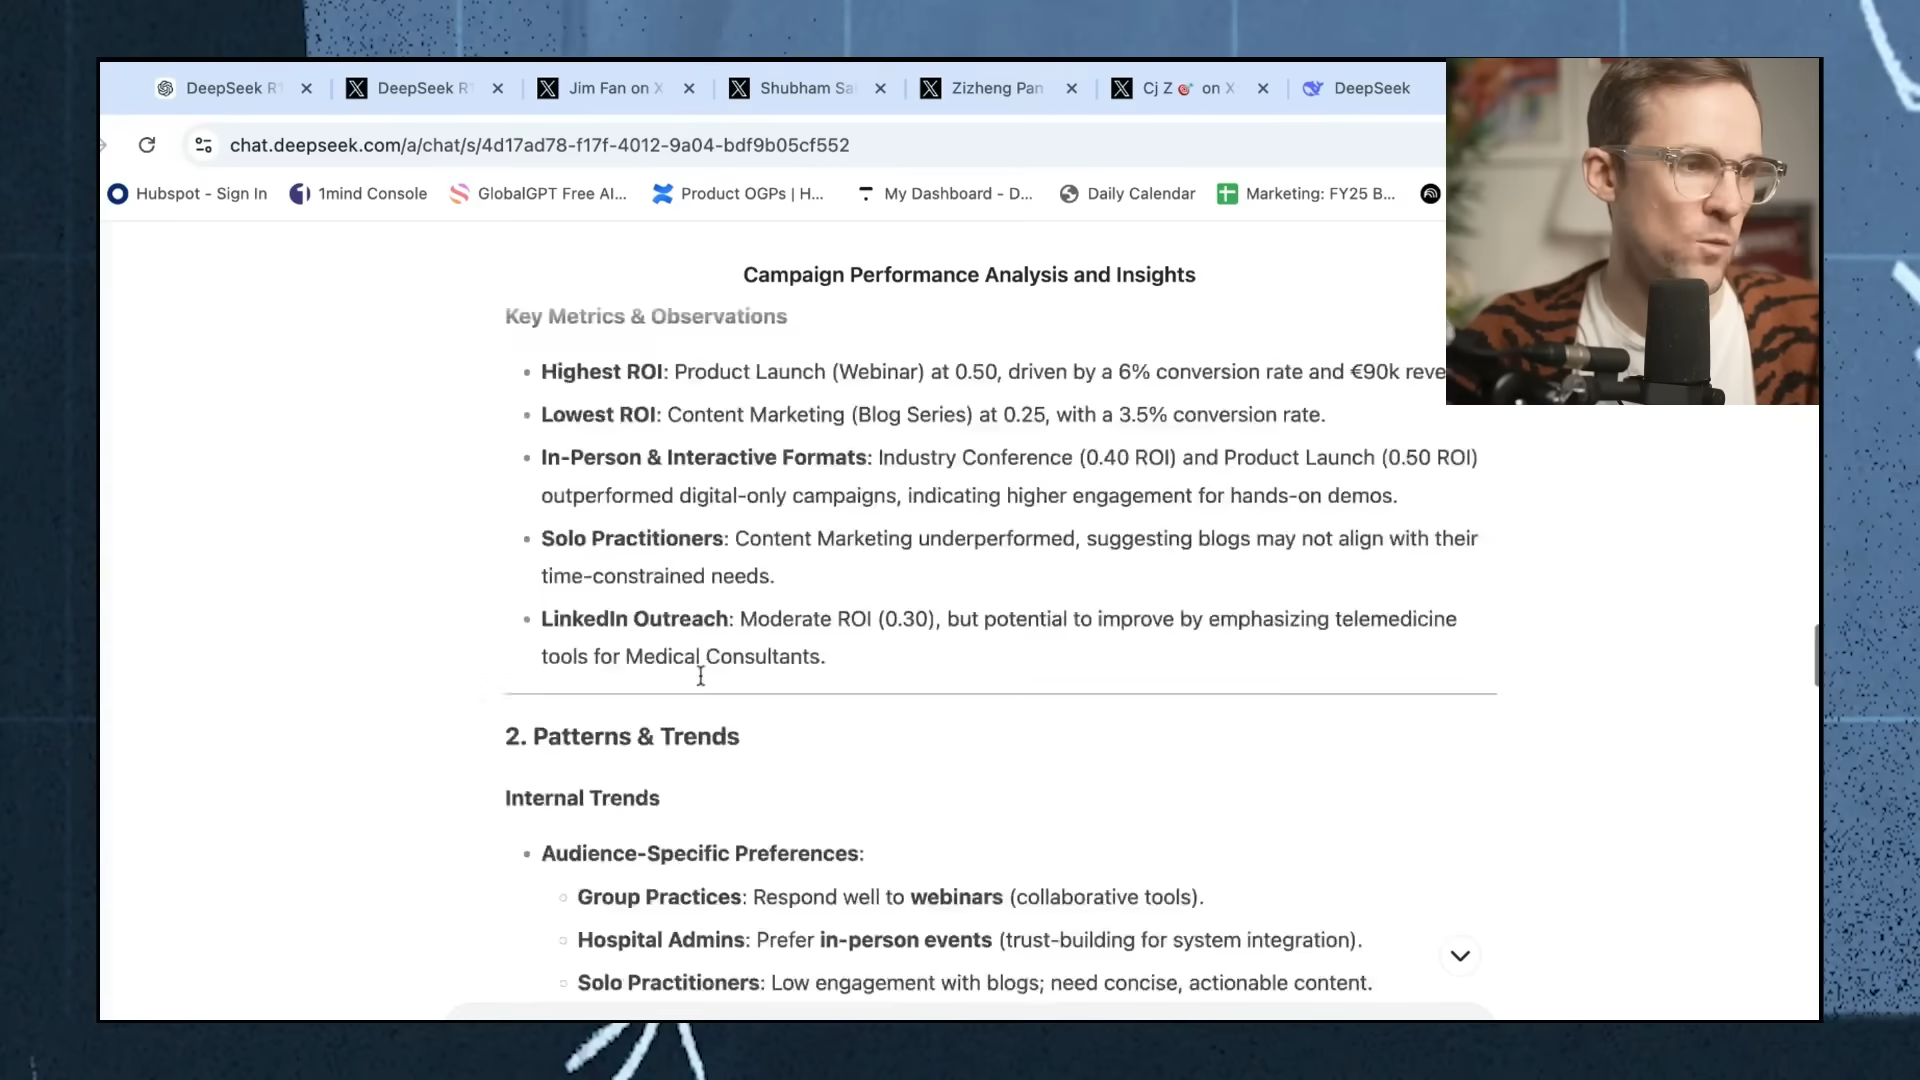 DeepSeek R1
DeepSeek R1
Jim Fan on X
Shubham Sa
Zizheng Pan
Cj Z 🎯 on X
DeepSeek
chat.deepseek.com/a/chat/s/4d17ad78-f17f-4012-9a04-bdf9b05cf552
Hubspot - Sign In
1mind Console
GlobalGPT Free AI...
Product OGPs | H...
My Dashboard - D...
Daily Calendar
Marketing: FY25 B...
Campaign Performance Analysis and Insights
Key Metrics & Observations
• Highest ROI: Product Launch (Webinar) at 0.50, driven by a 6% conversion rate and €90k reve
• Lowest ROI: Content Marketing (Blog Series) at 0.25, with a 3.5% conversion rate.
• In-Person & Interactive Formats: Industry Conference (0.40 ROI) and Product Launch (0.50 ROI)
outperformed digital-only campaigns, indicating higher engagement for hands-on demos.
• Solo Practitioners: Content Marketing underperformed, suggesting blogs may not align with their
time-constrained needs.
• LinkedIn Outreach: Moderate ROI (0.30), but potential to improve by emphasizing telemedicine
tools for Medical Consultants.
2. Patterns & Trends
Internal Trends
• Audience-Specific Preferences:
○ Group Practices: Respond well to webinars (collaborative tools).
○ Hospital Admins: Prefer in-person events (trust-building for system integration).
○ Solo Practitioners: Low engagement with blogs; need concise, actionable content.